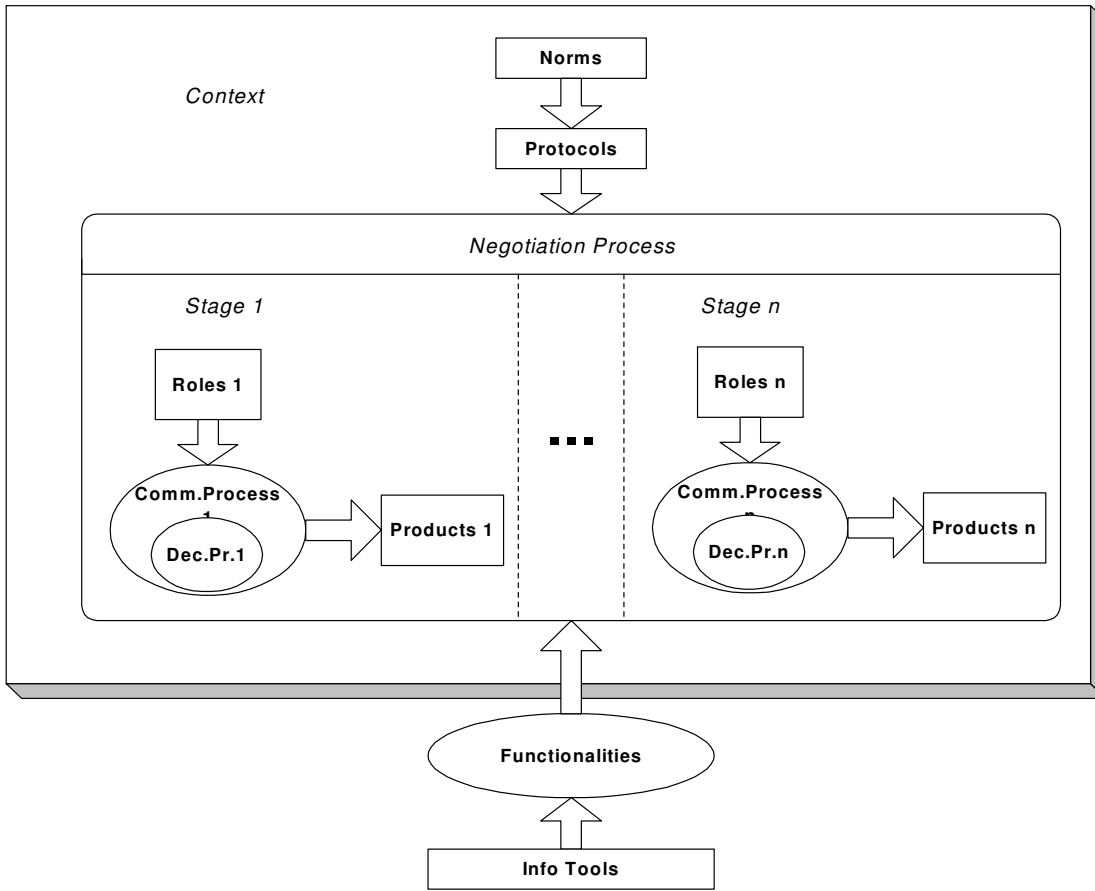 Norms
Context
Protocols
Negotiation Process
Stage 1
Stage n
Roles 1
Roles n
...
Comm.Process
1
Dec.Pr.1
Products 1
Comm.Process
n
Dec.Pr.n
Products n
Functionalities
Info Tools